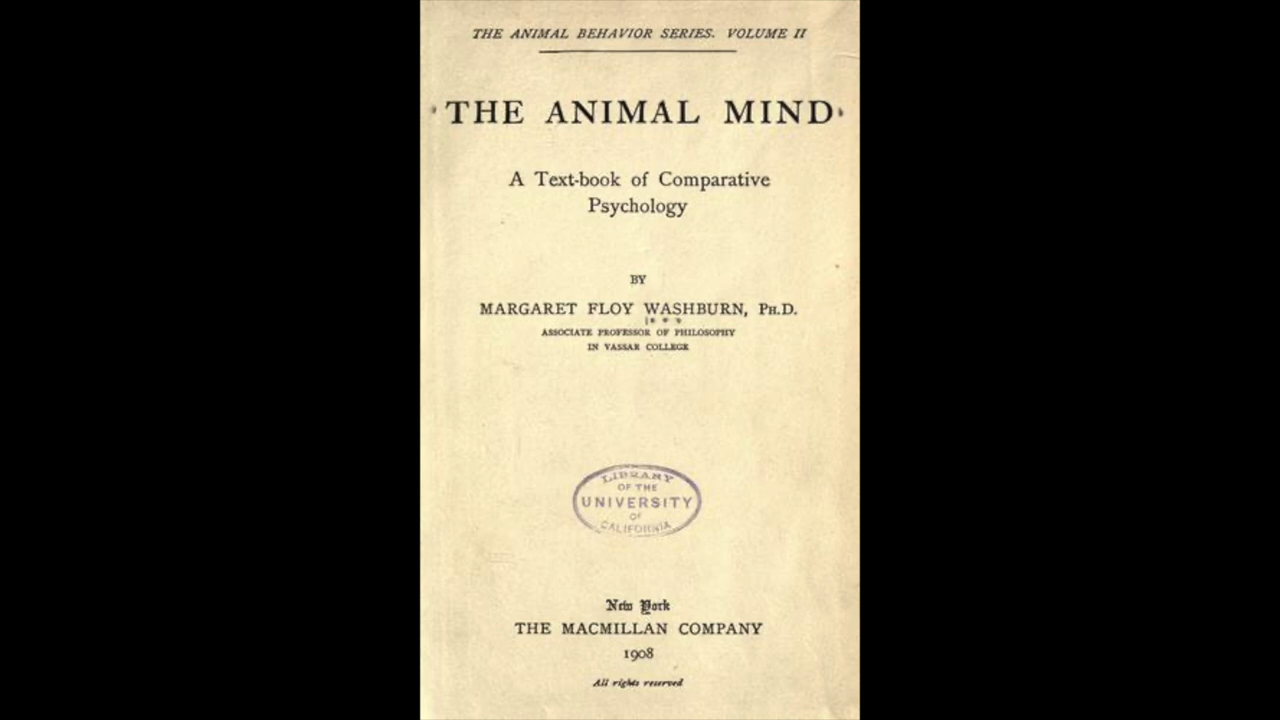 THE ANIMAL BEHAVIOR SERIES. VOLUME II
THE ANIMAL MIND
A Text-book of Comparative
Psychology
BY
MARGARET FLOY WASHBURN, PH.D.
ASSOCIATE PROFESSOR OF PHILOSOPHY
IN VASSAR COLLEGE
LIBRARY
OF THE
UNIVERSITY
OF
CALIFORNIA
New York
THE MACMILLAN COMPANY
1908
All rights reserved